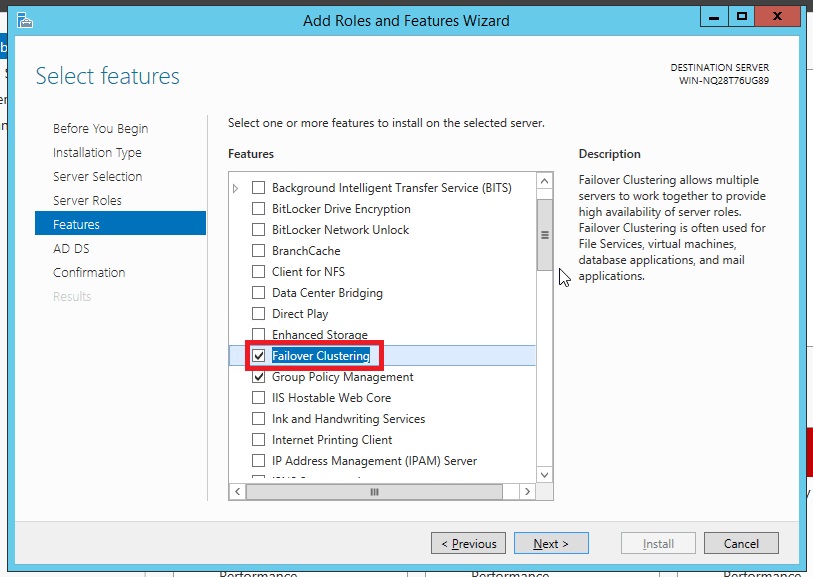 Add Roles and Features Wizard
Select features
DESTINATION SERVER
WIN-NQ28T76UG89
Before You Begin
Installation Type
Server Selection
Server Roles
Features
AD DS
Confirmation
Results
Select one or more features to install on the selected server.
Features
Background Intelligent Transfer Service (BITS)
BitLocker Drive Encryption
BitLocker Network Unlock
BranchCache
Client for NFS
Data Center Bridging
Direct Play
Enhanced Storage
Failover Clustering
Group Policy Management
IIS Hostable Web Core
Ink and Handwriting Services
Internet Printing Client
IP Address Management (IPAM) Server
Description
Failover Clustering allows multiple
servers to work together to provide
high availability of server roles.
Failover Clustering is often used for
File Services, virtual machines,
database applications, and mail
applications.
< Previous
Next >
Install
Cancel
Performance
Performance
Performance